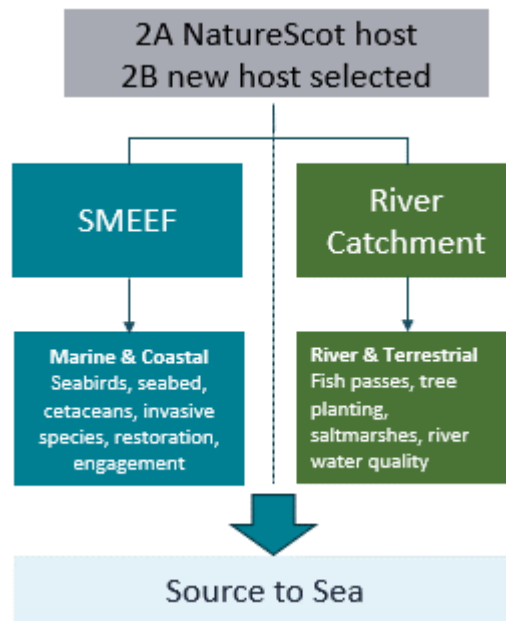 2A NatureScot host
2B new host selected
SMEEF
River
Catchment
Marine & Coastal
Seabirds, seabed,
cetaceans, invasive
species, restoration,
engagement
River & Terrestrial
Fish passes, tree
planting,
saltmarshes, river
water quality
Source to Sea